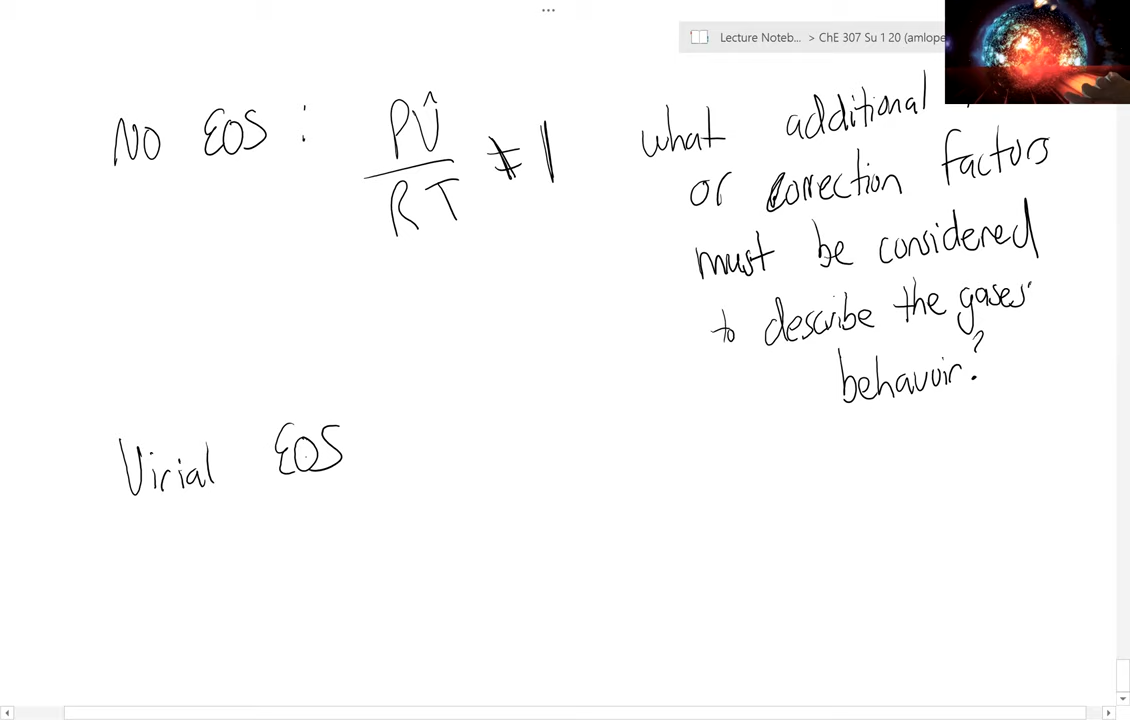 ...
Lecture Noteb... > ChE 307 Su 1 20 (amlope
NO EOS : PV̂ / RT ≠ 1
what additional
or correction factors
must be considered
to describe the gases'
behavoir?
Virial EOS